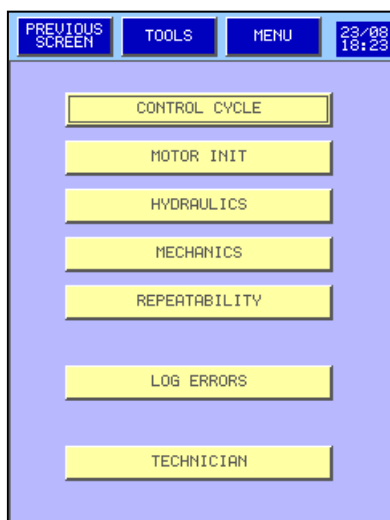 PREVIOUS
SCREEN
TOOLS
MENU
23/08
18:23
CONTROL CYCLE
MOTOR INIT
HYDRAULICS
MECHANICS
REPEATABILITY
LOG ERRORS
TECHNICIAN